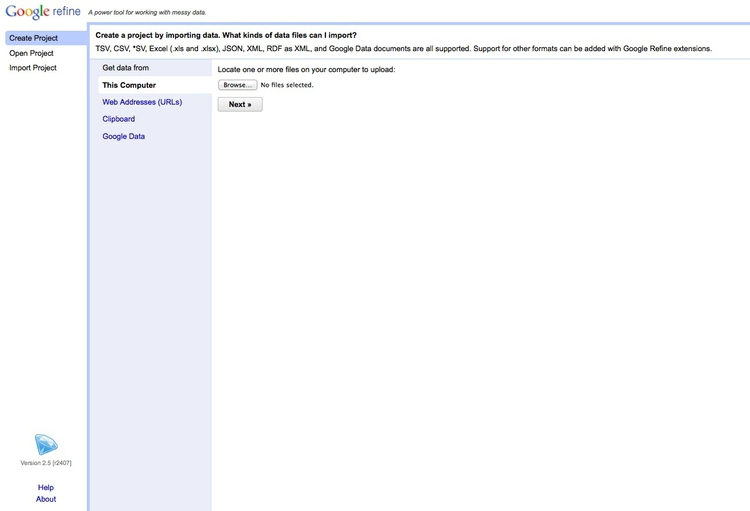 Google refine A power tool for working with messy data.
Create Project
Open Project
Import Project
Create a project by importing data. What kinds of data files can I import?
TSV, CSV, *SV, Excel (.xls and .xlsx), JSON, XML, RDF as XML, and Google Data documents are all supported. Support for other formats can be added with Google Refine extensions.
Get data from
This Computer
Web Addresses (URLs)
Clipboard
Google Data
Locate one or more files on your computer to upload:
Browse... No files selected.
Next »
Version 2.5 [r2407]
Help
About